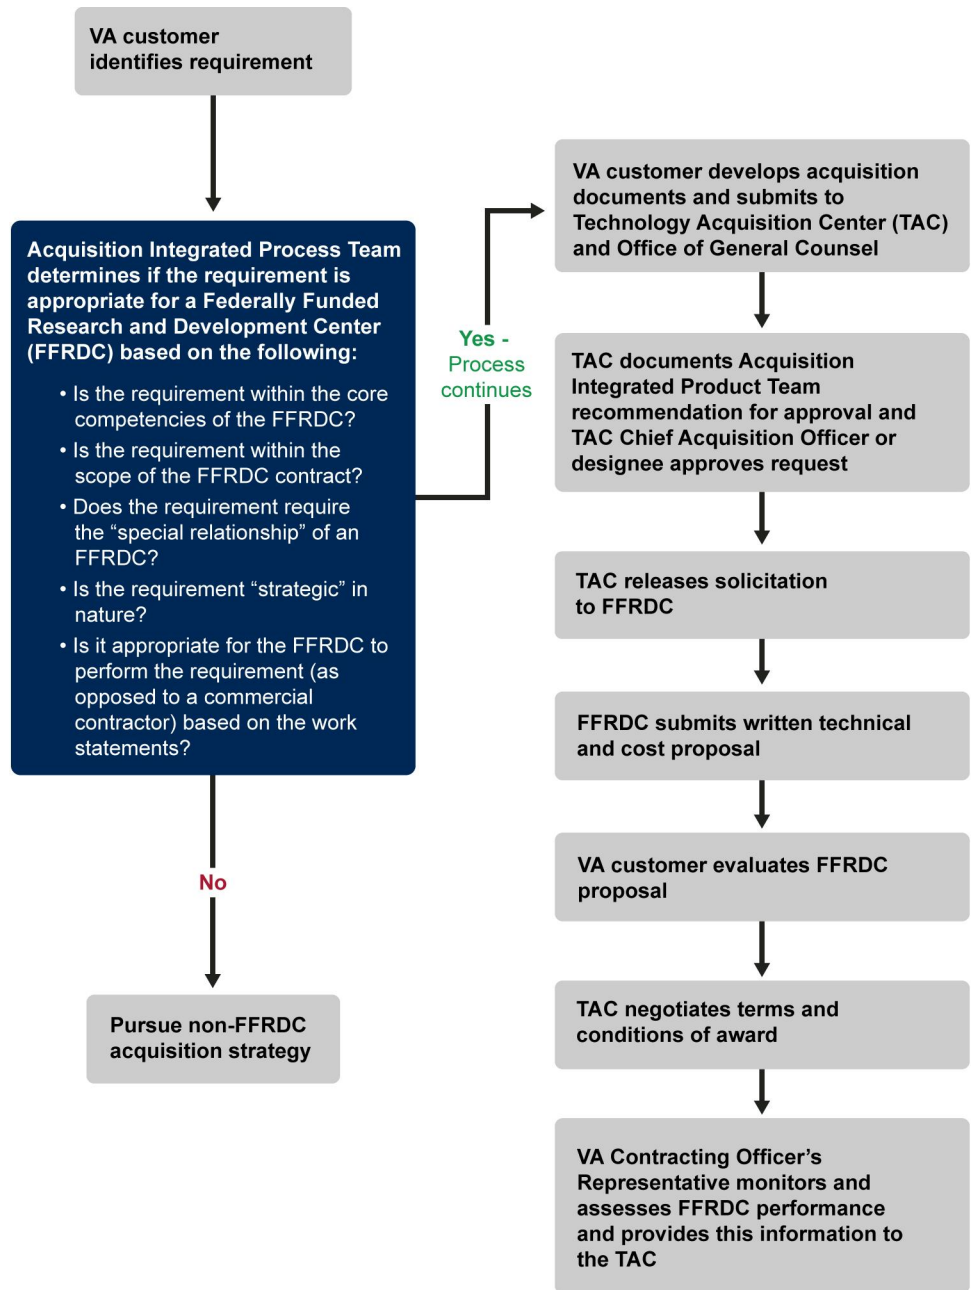 VA customer
identifies requirement
Acquisition Integrated Process Team
determines if the requirement is
appropriate for a Federally Funded
Research and Development Center
(FFRDC) based on the following:
• Is the requirement within the core
competencies of the FFRDC?
• Is the requirement within the
scope of the FFRDC contract?
• Does the requirement require
the “special relationship” of an
FFRDC?
• Is the requirement “strategic” in
nature?
• Is it appropriate for the FFRDC to
perform the requirement (as
opposed to a commercial
contractor) based on the work
statements?
No
Pursue non-FFRDC
acquisition strategy
Yes -
Process
continues
VA customer develops acquisition
documents and submits to
Technology Acquisition Center (TAC)
and Office of General Counsel
TAC documents Acquisition
Integrated Product Team
recommendation for approval and
TAC Chief Acquisition Officer or
designee approves request
TAC releases solicitation
to FFRDC
FFRDC submits written technical
and cost proposal
VA customer evaluates FFRDC
proposal
TAC negotiates terms and
conditions of award
VA Contracting Officer’s
Representative monitors and
assesses FFRDC performance
and provides this information to
the TAC